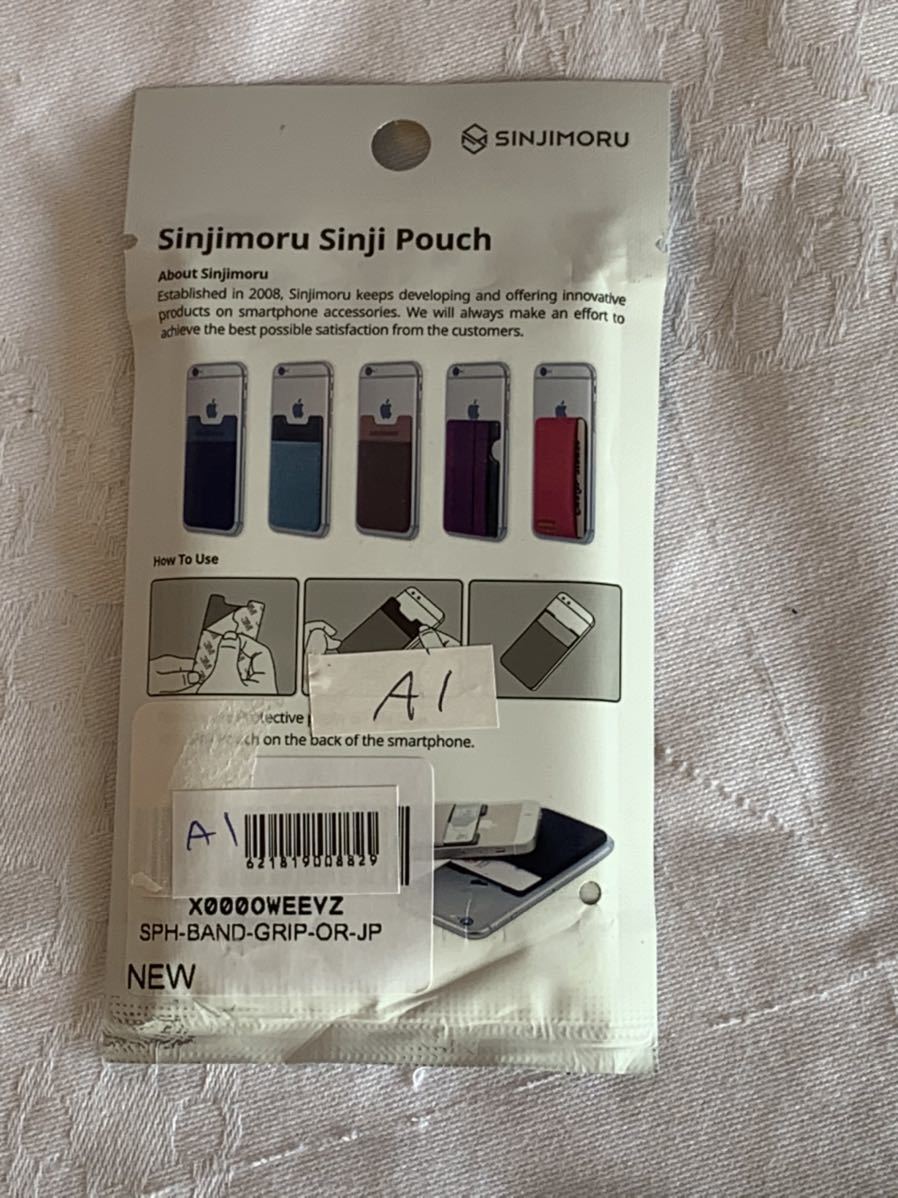 SINJIMORU
Sinjimoru Sinji Pouch
About Sinjimoru
Established in 2008, Sinjimoru keeps developing and offering innovative
products on smartphone accessories. We will always make an effort to
achieve the best possible satisfaction from the customers.
How To Use
A1
on the back of the smartphone.
A1
621819008829
X000OWEEVZ
SPH-BAND-GRIP-OR-JP
NEW